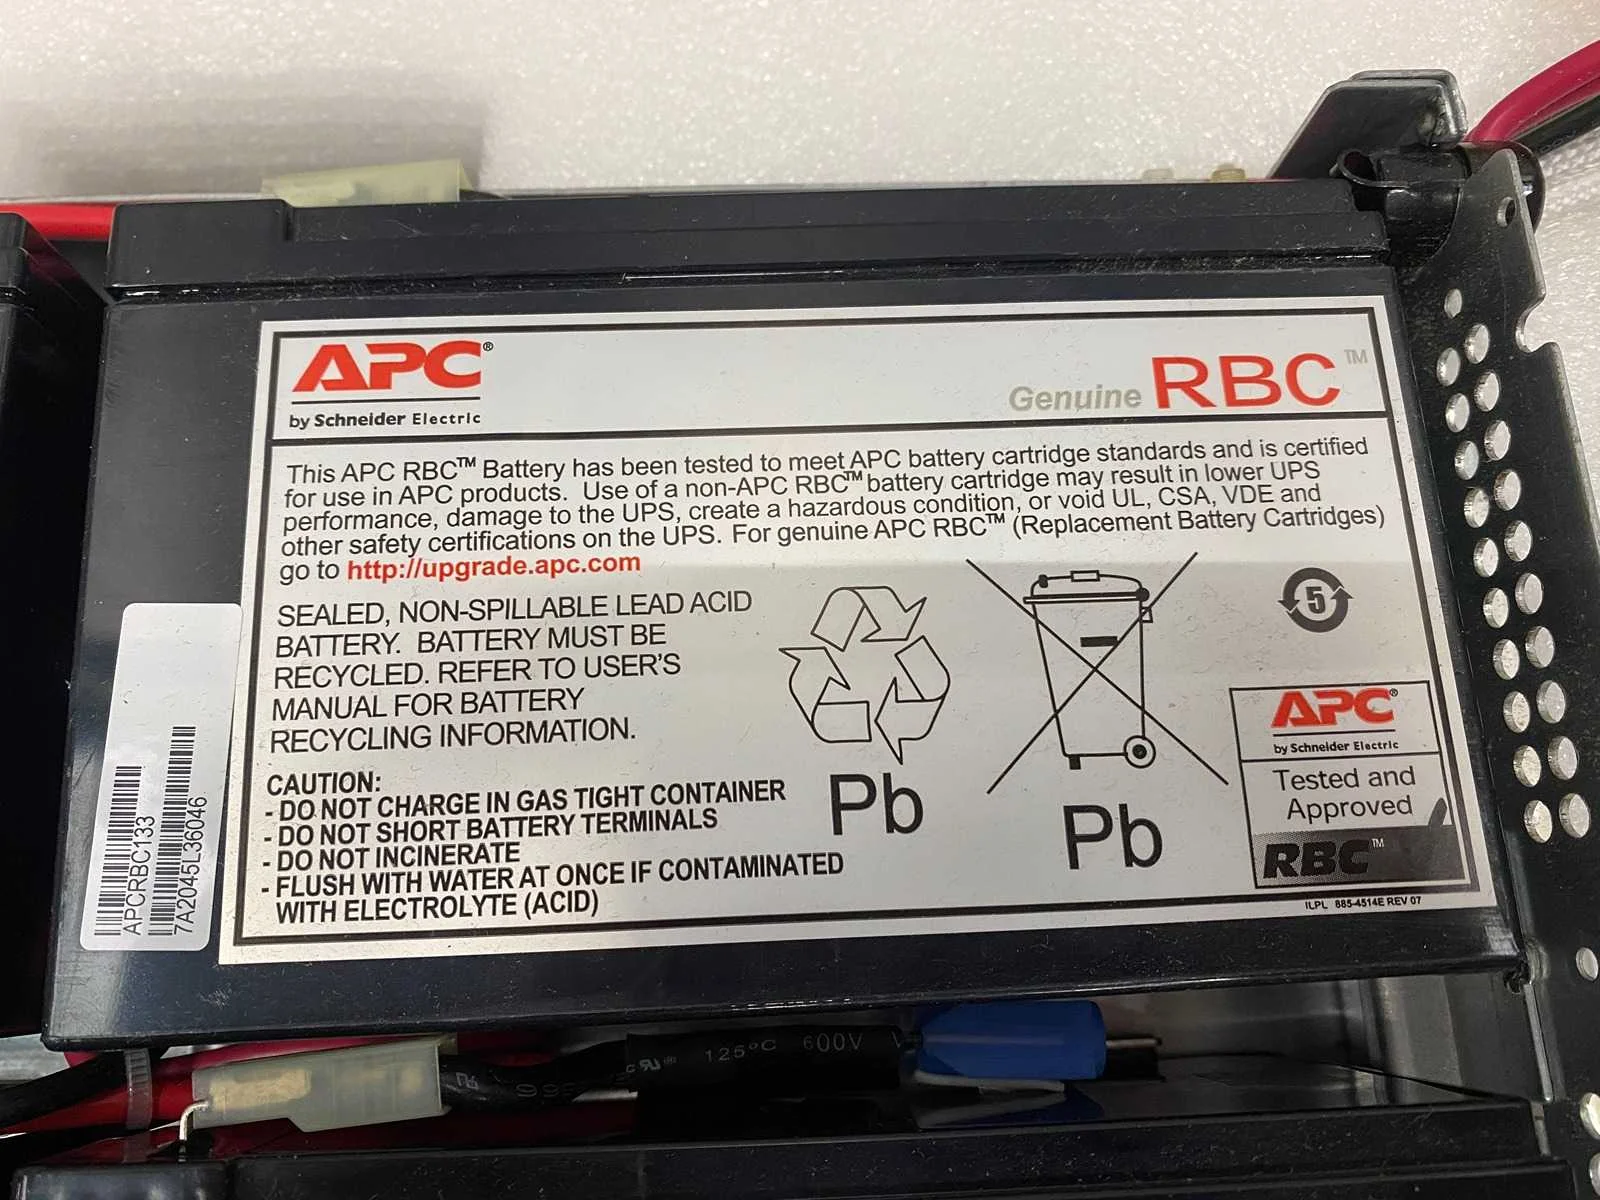 APC®
by Schneider Electric
Genuine RBC™
This APC RBC™ Battery has been tested to meet APC battery cartridge standards and is certified
for use in APC products. Use of a non-APC RBC™ battery cartridge may result in lower UPS
performance, damage to the UPS, create a hazardous condition, or void UL, CSA, VDE and
other safety certifications on the UPS. For genuine APC RBC™ (Replacement Battery Cartridges)
go to http://upgrade.apc.com
SEALED, NON-SPILLABLE LEAD ACID
BATTERY. BATTERY MUST BE
RECYCLED. REFER TO USER'S
MANUAL FOR BATTERY
RECYCLING INFORMATION.
CAUTION:
- DO NOT CHARGE IN GAS TIGHT CONTAINER
- DO NOT SHORT BATTERY TERMINALS
- DO NOT INCINERATE
- FLUSH WITH WATER AT ONCE IF CONTAMINATED
WITH ELECTROLYTE (ACID)
Pb
Pb
5
APC®
by Schneider Electric
Tested and
Approved
RBC™
ILPL 885-4514E REV 07
APCRBC133
7A2045L36046
125°C 600V